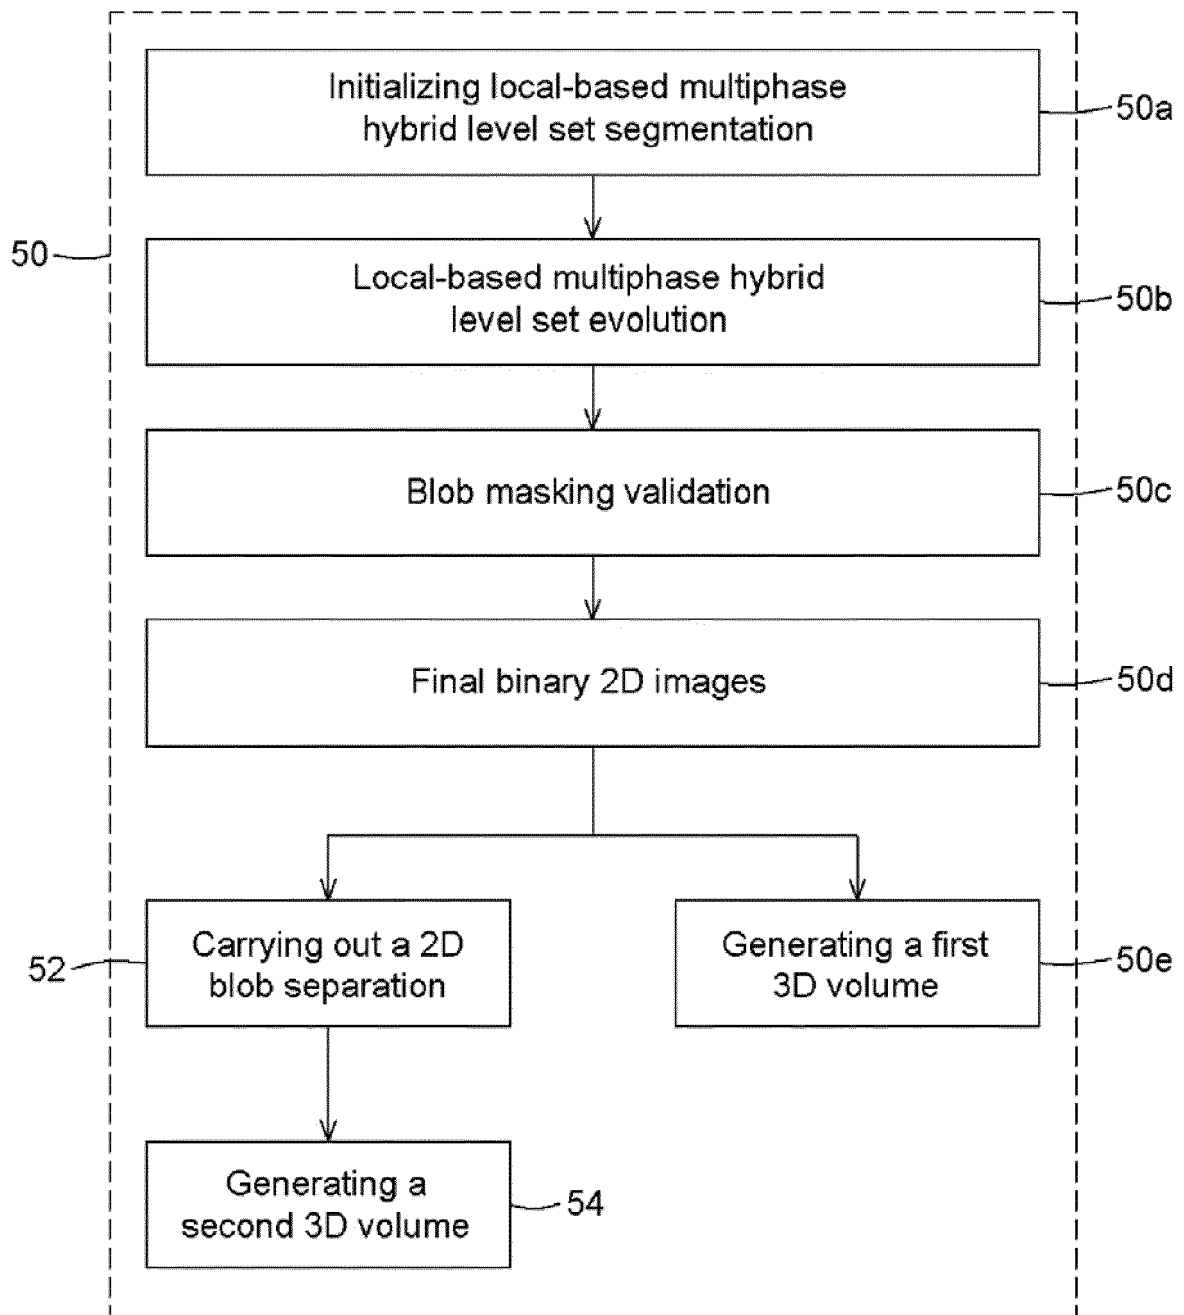 Initializing local-based multiphase
hybrid level set segmentation
50a
50
Local-based multiphase hybrid
level set evolution
50b
Blob masking validation
50c
Final binary 2D images
50d
52
Carrying out a 2D
blob separation
Generating a first
3D volume
50e
Generating a
second 3D volume
54